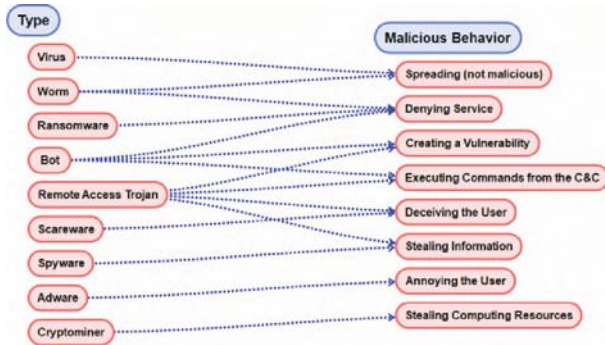 Type
Virus
Worm
Ransomware
Bot
Remote Access Trojan
Scareware
Spyware
Adware
Cryptominer
Malicious Behavior
Spreading (not malicious)
Denying Service
Creating a Vulnerability
Executing Commands from the C&C
Deceiving the User
Stealing Information
Annoying the User
Stealing Computing Resources